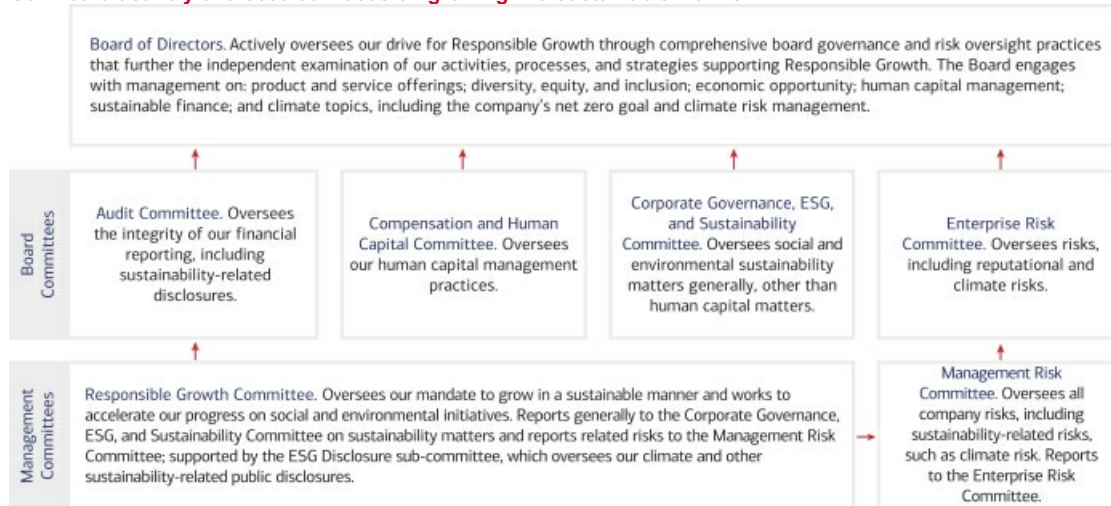 Board of Directors. Actively oversees our drive for Responsible Growth through comprehensive board governance and risk oversight practices
that further the independent examination of our activities, processes, and strategies supporting Responsible Growth. The Board engages
with management on: product and service offerings; diversity, equity, and inclusion; economic opportunity; human capital management;
sustainable finance; and climate topics, including the company's net zero goal and climate risk management.
Board
Committees
Audit Committee. Oversees
the integrity of our financial
reporting, including
sustainability-related
disclosures.
Compensation and Human
Capital Committee. Oversees
our human capital management
practices.
Corporate Governance, ESG,
and Sustainability
Committee. Oversees social and
environmental sustainability
matters generally, other than
human capital matters.
Enterprise Risk
Committee. Oversees risks,
including reputational and
climate risks.
Management
Committees
Responsible Growth Committee. Oversees our mandate to grow in a sustainable manner and works to
accelerate our progress on social and environmental initiatives. Reports generally to the Corporate Governance,
ESG, and Sustainability Committee on sustainability matters and reports related risks to the Management Risk
Committee; supported by the ESG Disclosure sub-committee, which oversees our climate and other
sustainability-related public disclosures.
Management Risk
Committee. Oversees all
company risks, including
sustainability-related risks,
such as climate risk. Reports
to the Enterprise Risk
Committee.